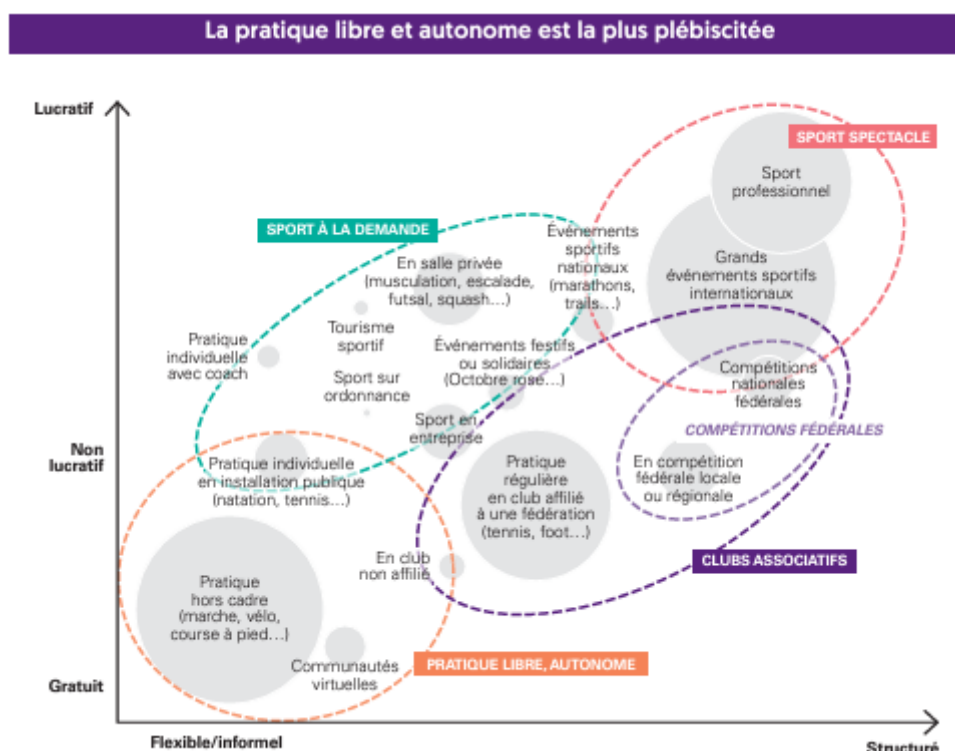 La pratique libre et autonome est la plus plébiscitée
Lucratif
SPORT SPECTACLE
Sport
professionnel
SPORT À LA DEMANDE
Événements
sportifs
nationaux
(marathons,
trails...)
En salle privée
(musculation, escalade,
futsal, squash...)
Grands
événements sportifs
internationaux
Tourisme
sportif
Pratique
individuelle
avec coach
Événements festifs
ou solidaires
(Octobre rose...)
Sport sur
ordonnance
Compétitions
nationales
fédérales
Sport en
entreprise
COMPÉTITIONS FÉDÉRALES
Non
lucratif
Pratique individuelle
en installation publique
(natation, tennis...)
Pratique
régulière
en club affilié
à une fédération
(tennis, foot...)
En compétition
fédérale locale
ou régionale
En club
non affilié
CLUBS ASSOCIATIFS
Pratique
hors cadre
(marche, vélo,
course à pied...)
Communautés
virtuelles
PRATIQUE LIBRE, AUTONOME
Gratuit
Flexible/informel
Structuré